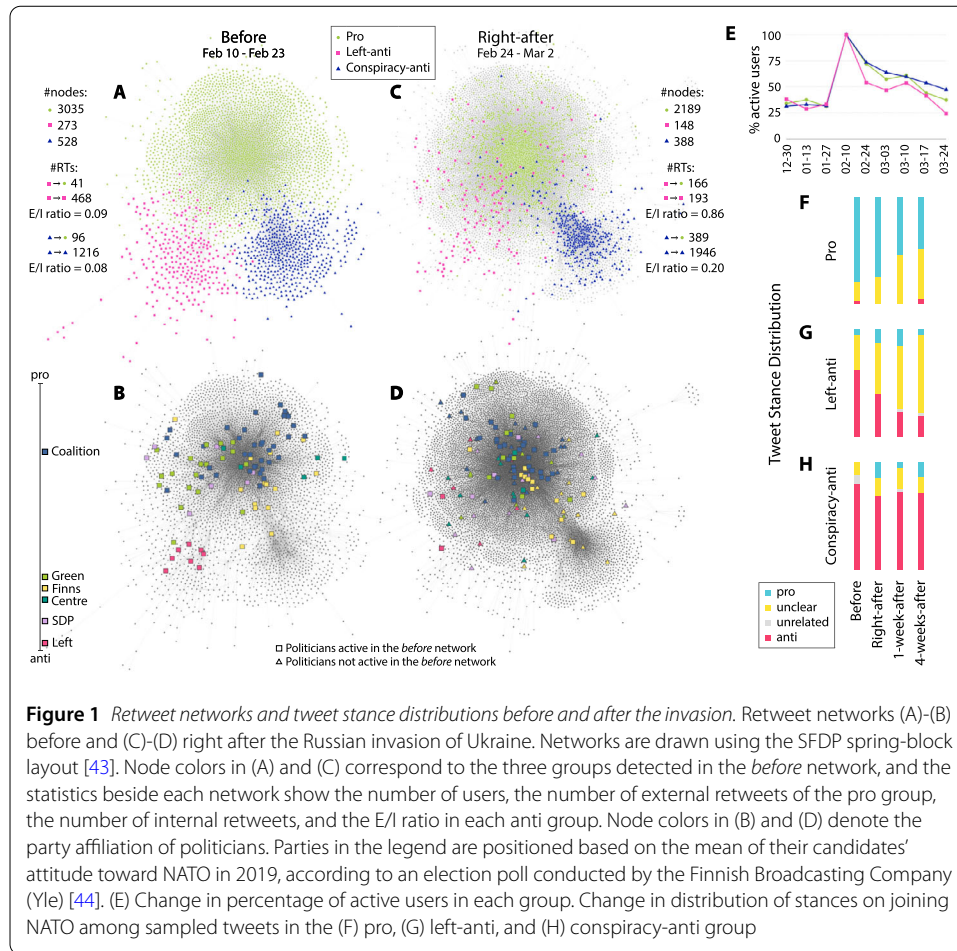 Before
Feb 10 - Feb 23
Pro
Left-anti
Conspiracy-anti
Right-after
Feb 24 - Mar 2
A
#nodes:
3035
273
528
#RTs:
■→● 41
■→■ 468
E/I ratio = 0.09
▲→● 96
▲→▲ 1216
E/I ratio = 0.08
C
#nodes:
2189
148
388
#RTs:
■→● 166
■→■ 193
E/I ratio = 0.86
▲→● 389
▲→▲ 1946
E/I ratio = 0.20
E
% active users
100
75
50
25
0
12-30
01-13
01-27
02-10
02-24
03-03
03-10
03-17
03-24
B
pro
Coalition
Green
Finns
Centre
SDP
Left
anti
D
Politicians active in the before network
Politicians not active in the before network
Tweet Stance Distribution
F
Pro
G
Left-anti
H
Conspiracy-anti
Before
Right-after
1-week-after
4-weeks-after
pro
unclear
unrelated
anti
Figure 1 Retweet networks and tweet stance distributions before and after the invasion. Retweet networks (A)-(B)
before and (C)-(D) right after the Russian invasion of Ukraine. Networks are drawn using the SFDP spring-block
layout [43]. Node colors in (A) and (C) correspond to the three groups detected in the before network, and the
statistics beside each network show the number of users, the number of external retweets of the pro group,
the number of internal retweets, and the E/I ratio in each anti group. Node colors in (B) and (D) denote the
party affiliation of politicians. Parties in the legend are positioned based on the mean of their candidates'
attitude toward NATO in 2019, according to an election poll conducted by the Finnish Broadcasting Company
(Yle) [44]. (E) Change in percentage of active users in each group. Change in distribution of stances on joining
NATO among sampled tweets in the (F) pro, (G) left-anti, and (H) conspiracy-anti group